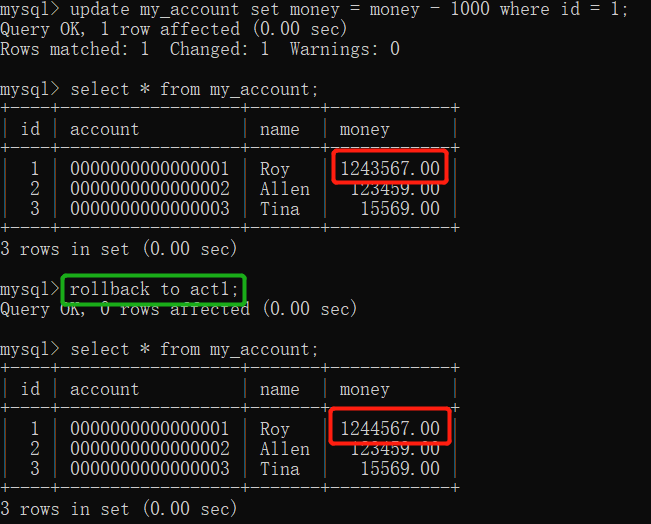 mysql> update my_account set money = money - 1000 where id = 1;
Query OK, 1 row affected (0.00 sec)
Rows matched: 1  Changed: 1  Warnings: 0
mysql> select * from my_account;
+----+------------------+-------+------------+
| id | account          | name  | money      |
+----+------------------+-------+------------+
|  1 | 0000000000000001 | Roy   | 1243567.00 |
|  2 | 0000000000000002 | Allen |  123459.00 |
|  3 | 0000000000000003 | Tina  |   15569.00 |
+----+------------------+-------+------------+
3 rows in set (0.00 sec)
mysql> rollback to act1;
Query OK, 0 rows affected (0.00 sec)
mysql> select * from my_account;
+----+------------------+-------+------------+
| id | account          | name  | money      |
+----+------------------+-------+------------+
|  1 | 0000000000000001 | Roy   | 1244567.00 |
|  2 | 0000000000000002 | Allen |  123459.00 |
|  3 | 0000000000000003 | Tina  |   15569.00 |
+----+------------------+-------+------------+
3 rows in set (0.00 sec)